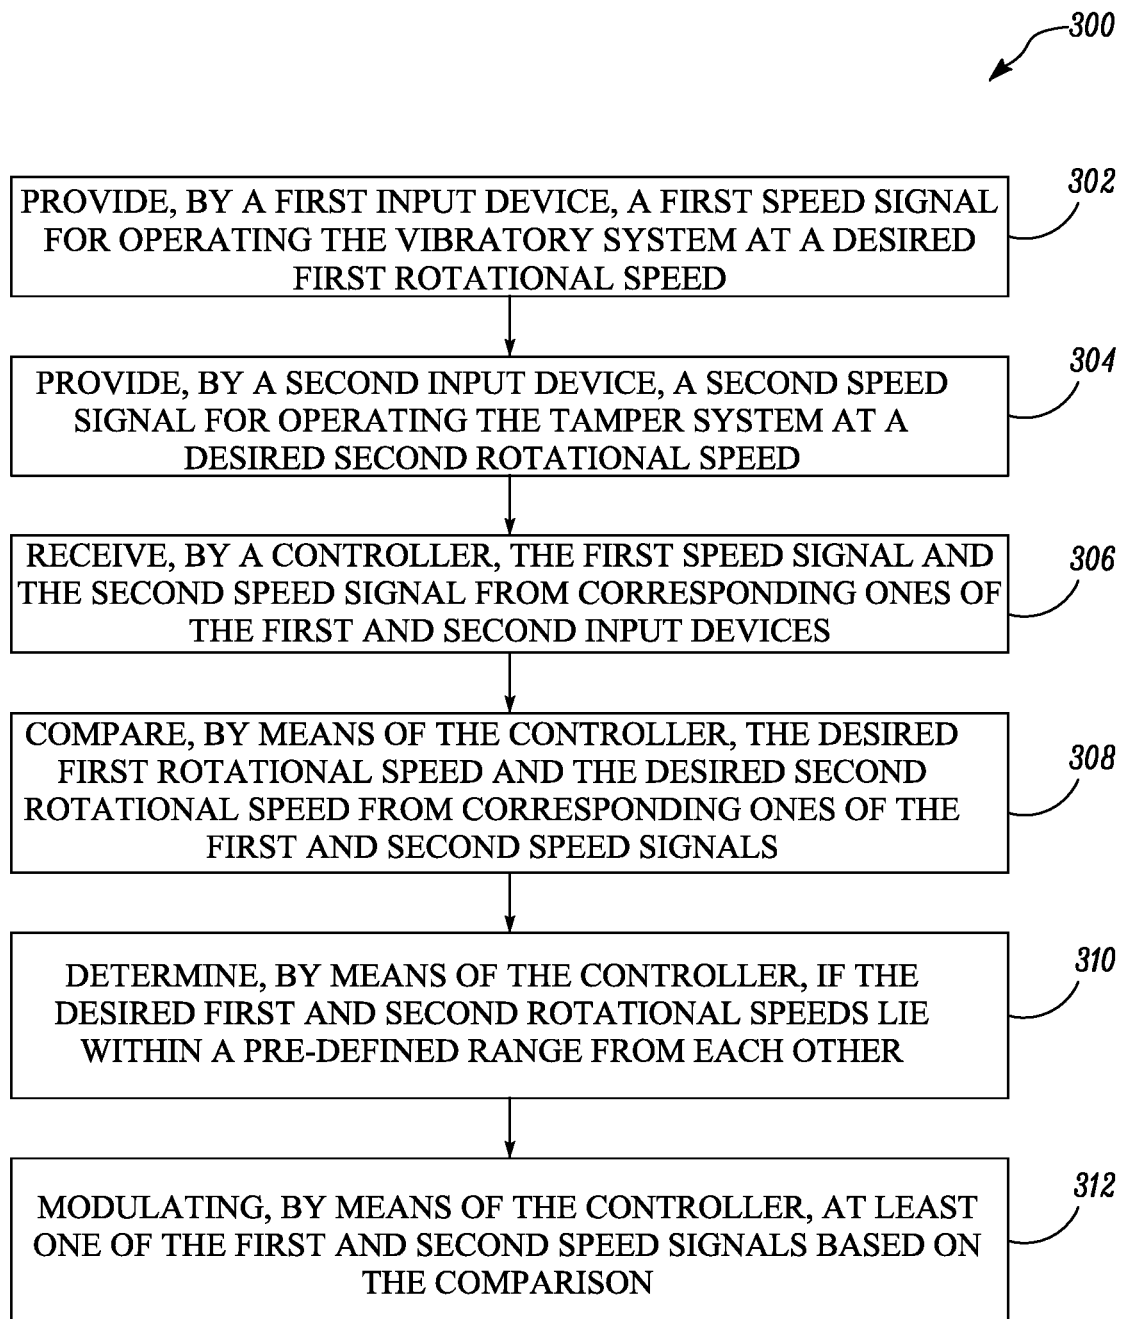 300
302
PROVIDE, BY A FIRST INPUT DEVICE, A FIRST SPEED SIGNAL
FOR OPERATING THE VIBRATORY SYSTEM AT A DESIRED
FIRST ROTATIONAL SPEED
304
PROVIDE, BY A SECOND INPUT DEVICE, A SECOND SPEED
SIGNAL FOR OPERATING THE TAMPER SYSTEM AT A
DESIRED SECOND ROTATIONAL SPEED
306
RECEIVE, BY A CONTROLLER, THE FIRST SPEED SIGNAL AND
THE SECOND SPEED SIGNAL FROM CORRESPONDING ONES OF
THE FIRST AND SECOND INPUT DEVICES
308
COMPARE, BY MEANS OF THE CONTROLLER, THE DESIRED
FIRST ROTATIONAL SPEED AND THE DESIRED SECOND
ROTATIONAL SPEED FROM CORRESPONDING ONES OF THE
FIRST AND SECOND SPEED SIGNALS
310
DETERMINE, BY MEANS OF THE CONTROLLER, IF THE
DESIRED FIRST AND SECOND ROTATIONAL SPEEDS LIE
WITHIN A PRE-DEFINED RANGE FROM EACH OTHER
312
MODULATING, BY MEANS OF THE CONTROLLER, AT LEAST
ONE OF THE FIRST AND SECOND SPEED SIGNALS BASED ON
THE COMPARISON